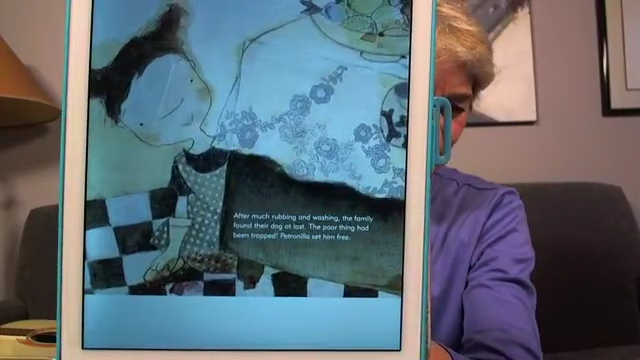 After much rubbing and washing, the family
found their dog at last. The poor thing had
been trapped! Petronilla set him free.